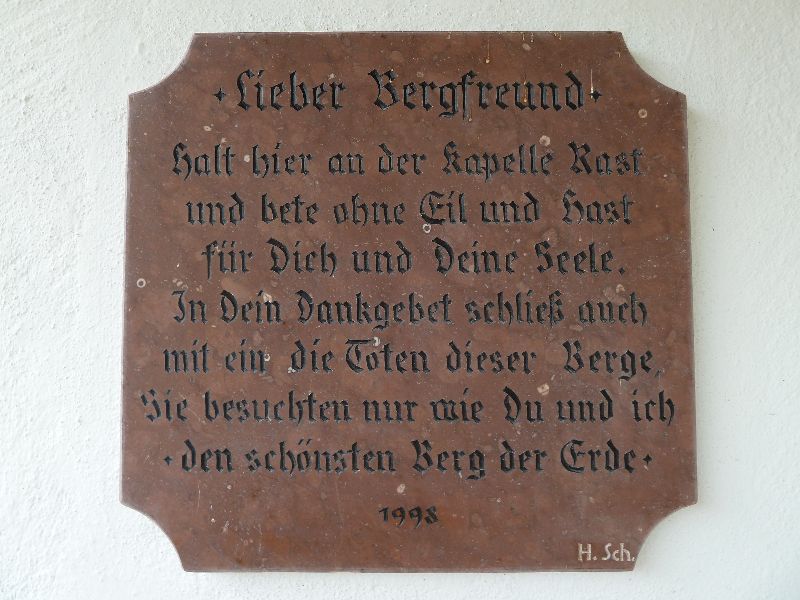 · Lieber Bergfreund ·
Halt hier an der Kapelle Rast
und bete ohne Eil und Hast
für Dich und Deine Seele.
In Dein Dankgebet schließ auch
mit ein die Toten dieser Berge,
Sie besuchten nur wie Du und ich
· den schönsten Berg der Erde ·
1998
H. Sch.